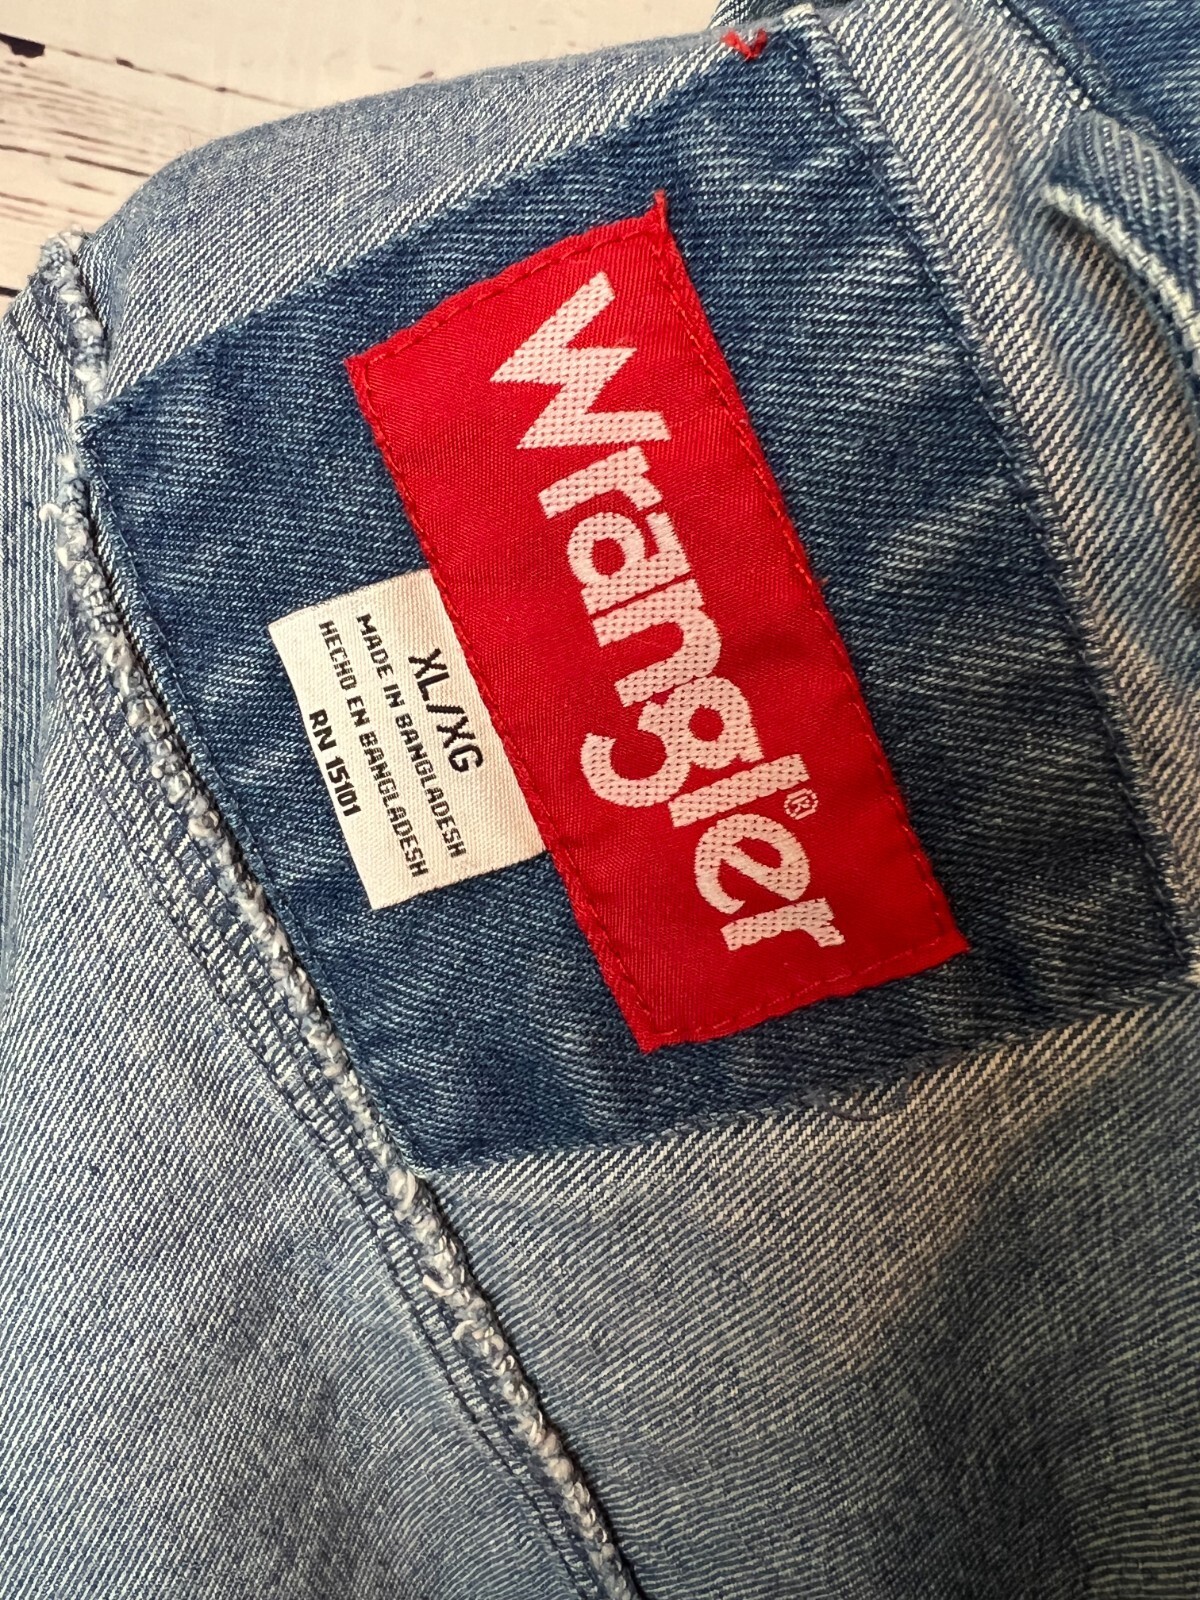 Wrangler®
XL/XG
MADE IN BANGLADESH
HECHO EN BANGLADESH
RN 15101